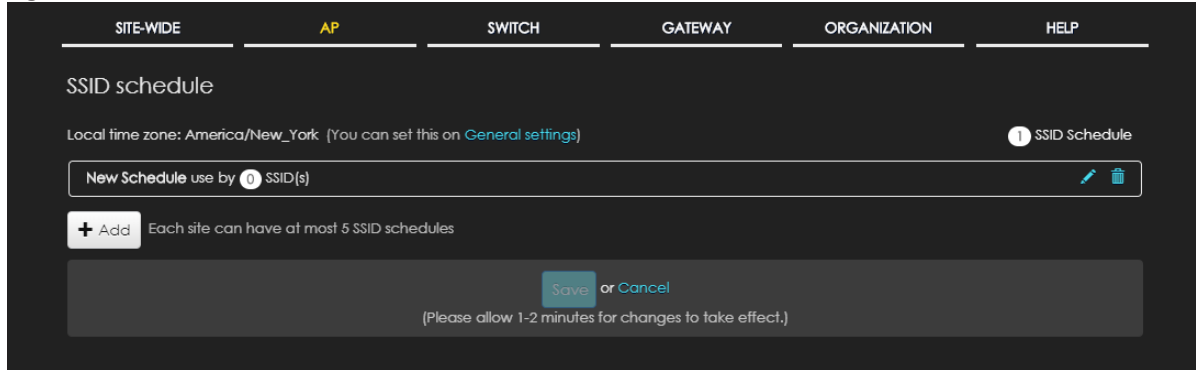 SITE-WIDE AP SWITCH GATEWAY ORGANIZATION HELP
SSID schedule
Local time zone: America/New_York (You can set this on General settings) 1 SSID Schedule
New Schedule use by 0 SSID(s)
+ Add Each site can have at most 5 SSID schedules
Save or Cancel
(Please allow 1-2 minutes for changes to take effect.)